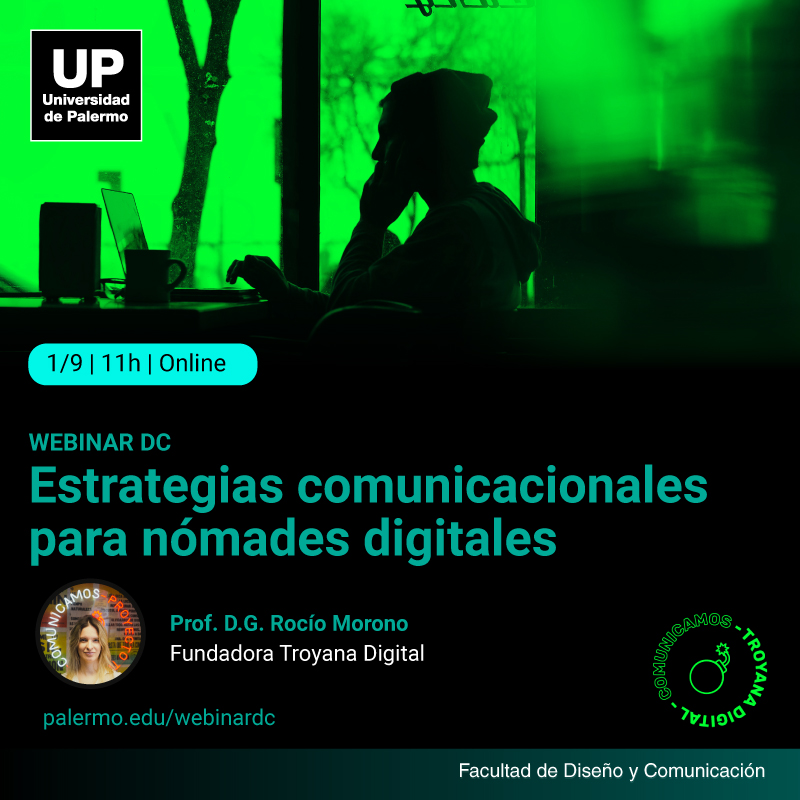 UP
Universidad
de Palermo
1/9 | 11h | Online
WEBINAR DC
Estrategias comunicacionales
para nómades digitales
COMUNICAMOS
Prof. D.G. Rocío Morono
Fundadora Troyana Digital
COMUNICAMOS - TROYANA DIGITAL -
palermo.edu/webinardc
Facultad de Diseño y Comunicación